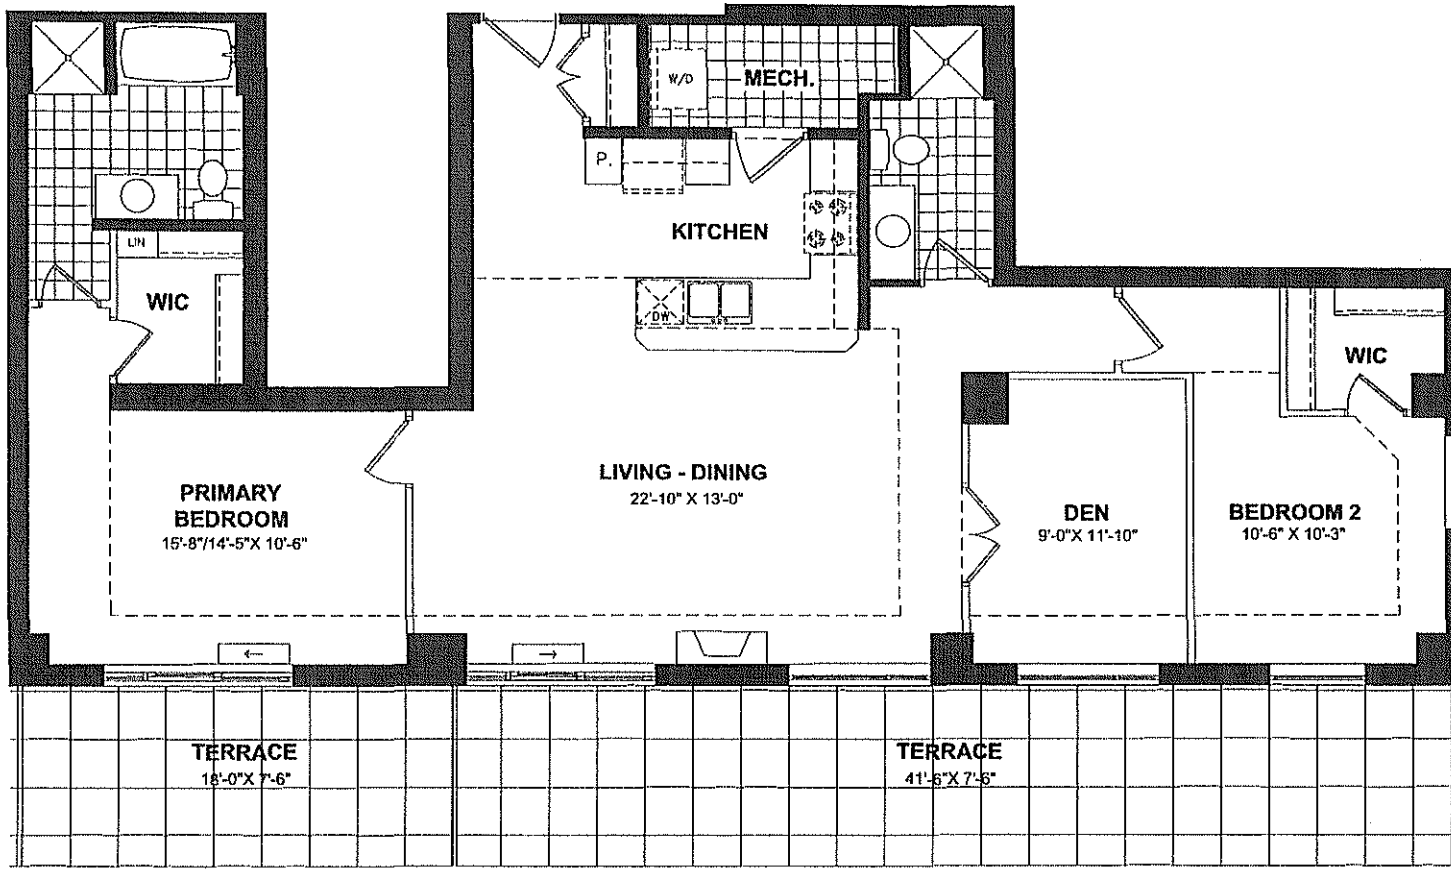 W/D
MECH.
P.
KITCHEN
LIN
WIC
DW
WIC
LIVING - DINING
22'-10" X 13'-0"
PRIMARY
BEDROOM
15'-8"/14'-5"X 10'-6"
DEN
9'-0"X 11'-10"
BEDROOM 2
10'-6" X 10'-3"
TERRACE
18'-0"X 7'-6"
TERRACE
41'-6"X 7'-6"